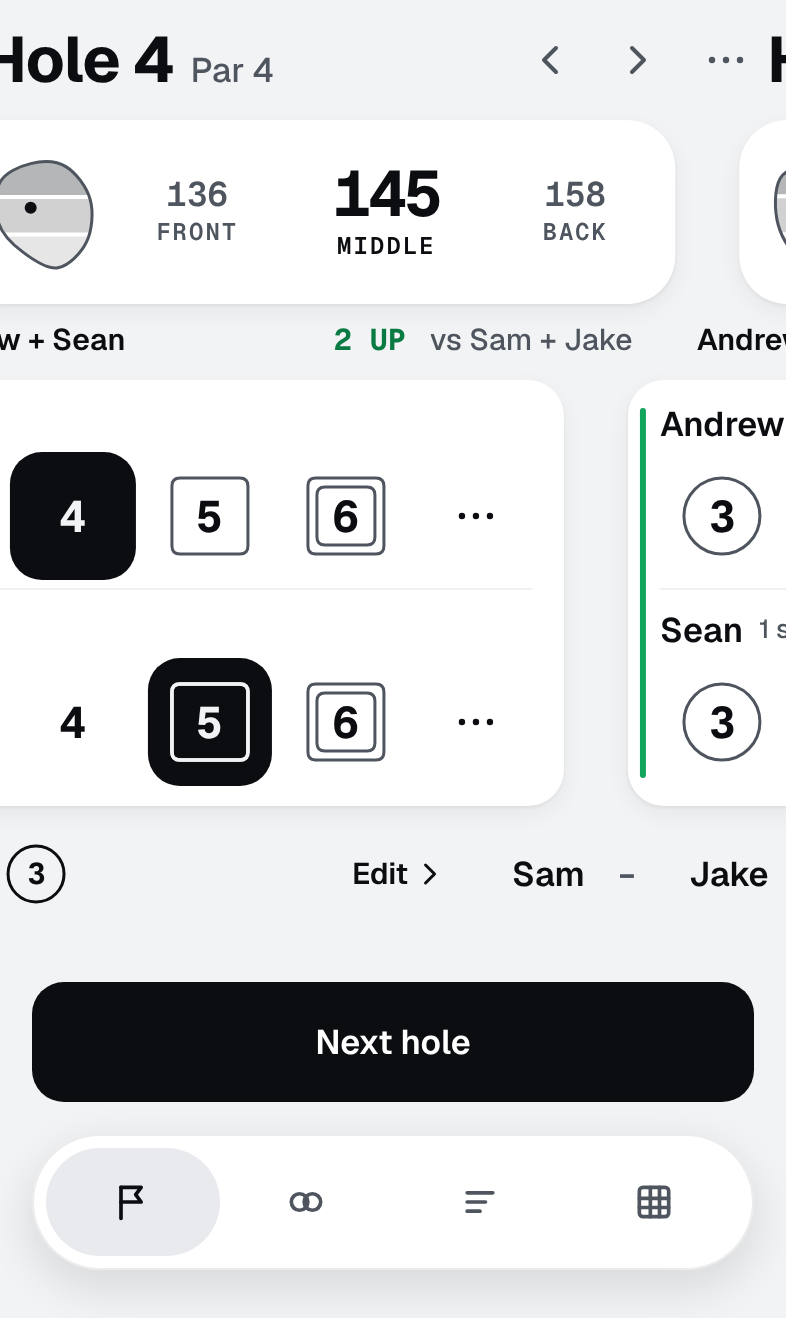 Hole 4 Par 4
136 145 158
FRONT MIDDLE BACK
w + Sean 2 UP vs Sam + Jake Andrew
Andrew
4 5 6 ... 3
Sean 1 s
4 5 6 ... 3
3 Edit Sam – Jake
Next hole